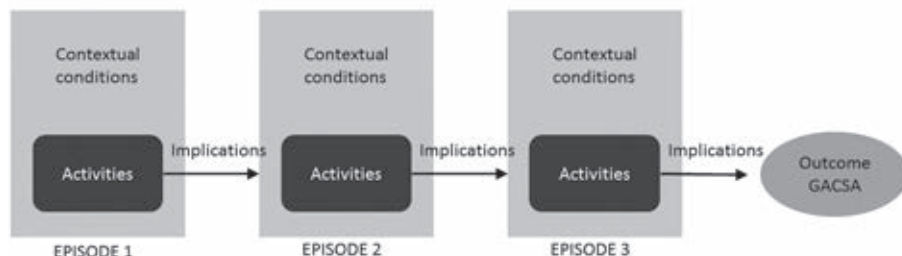 Contextual
conditions
Contextual
conditions
Contextual
conditions
Activities
Implications
Activities
Implications
Activities
Implications
Outcome
GACSA
EPISODE 1
EPISODE 2
EPISODE 3